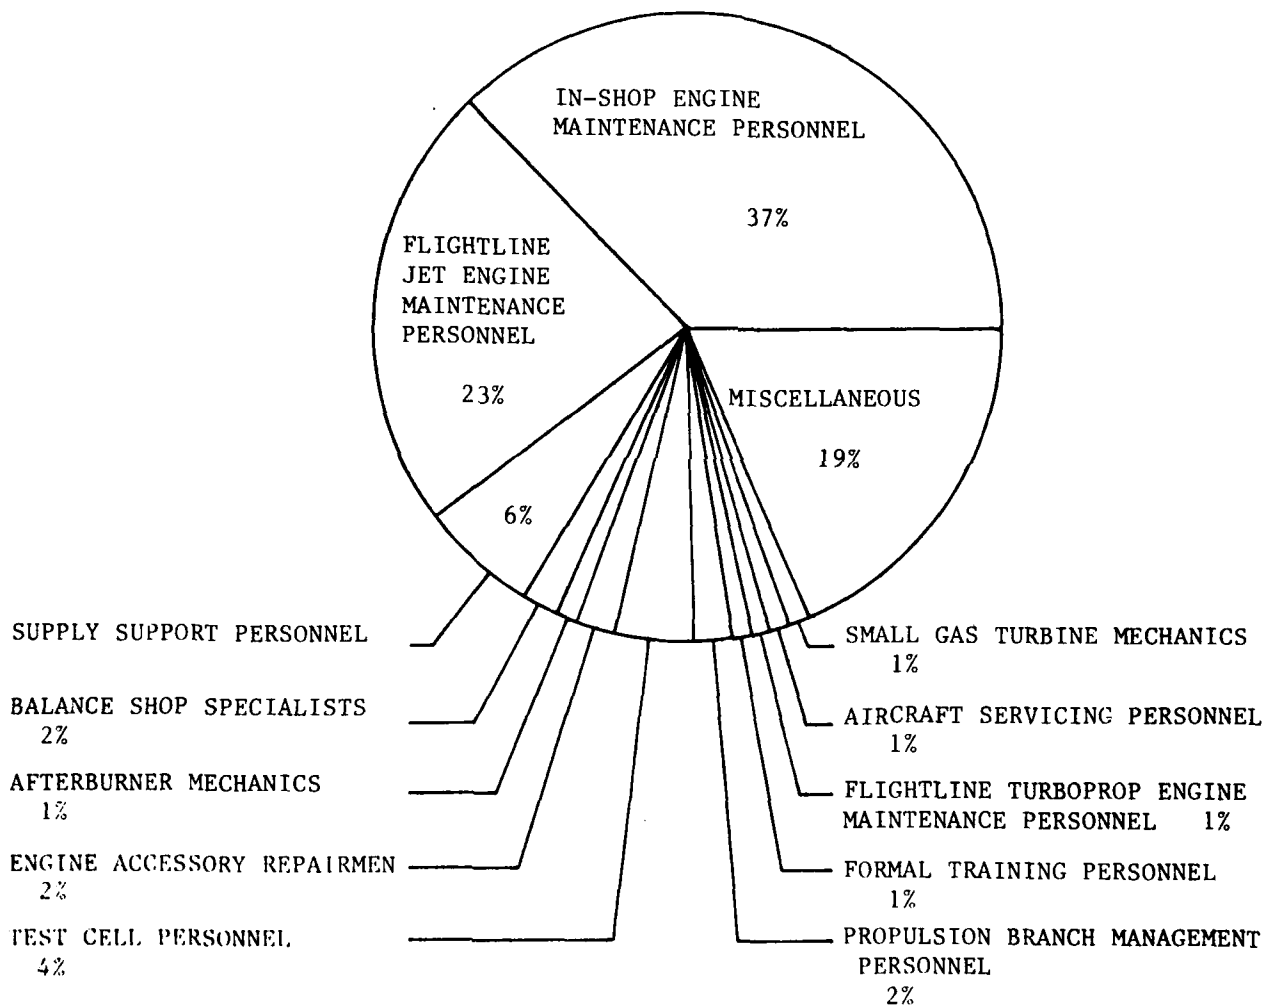 IN-SHOP ENGINE
MAINTENANCE PERSONNEL
37%
FLIGHTLINE
JET ENGINE
MAINTENANCE
PERSONNEL
23%
MISCELLANEOUS
19%
6%
SUPPLY SUPPORT PERSONNEL
BALANCE SHOP SPECIALISTS
2%
AFTERBURNER MECHANICS
1%
ENGINE ACCESSORY REPAIRMEN
2%
TEST CELL PERSONNEL
4%
SMALL GAS TURBINE MECHANICS
1%
AIRCRAFT SERVICING PERSONNEL
1%
FLIGHTLINE TURBOPROP ENGINE
MAINTENANCE PERSONNEL 1%
FORMAL TRAINING PERSONNEL
1%
PROPULSION BRANCH MANAGEMENT
PERSONNEL
2%